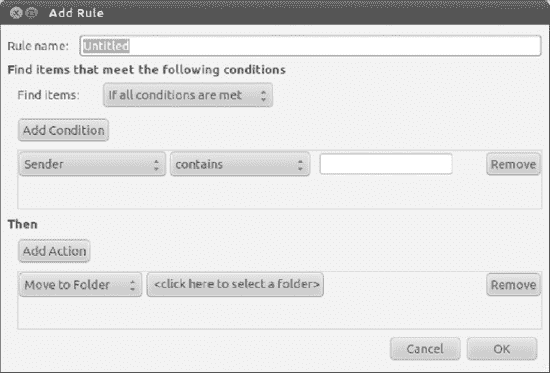 Add Rule
Rule name: Untitled
Find items that meet the following conditions
Find items: If all conditions are met
Add Condition
Sender contains Remove
Then
Add Action
Move to Folder <click here to select a folder> Remove
Cancel OK